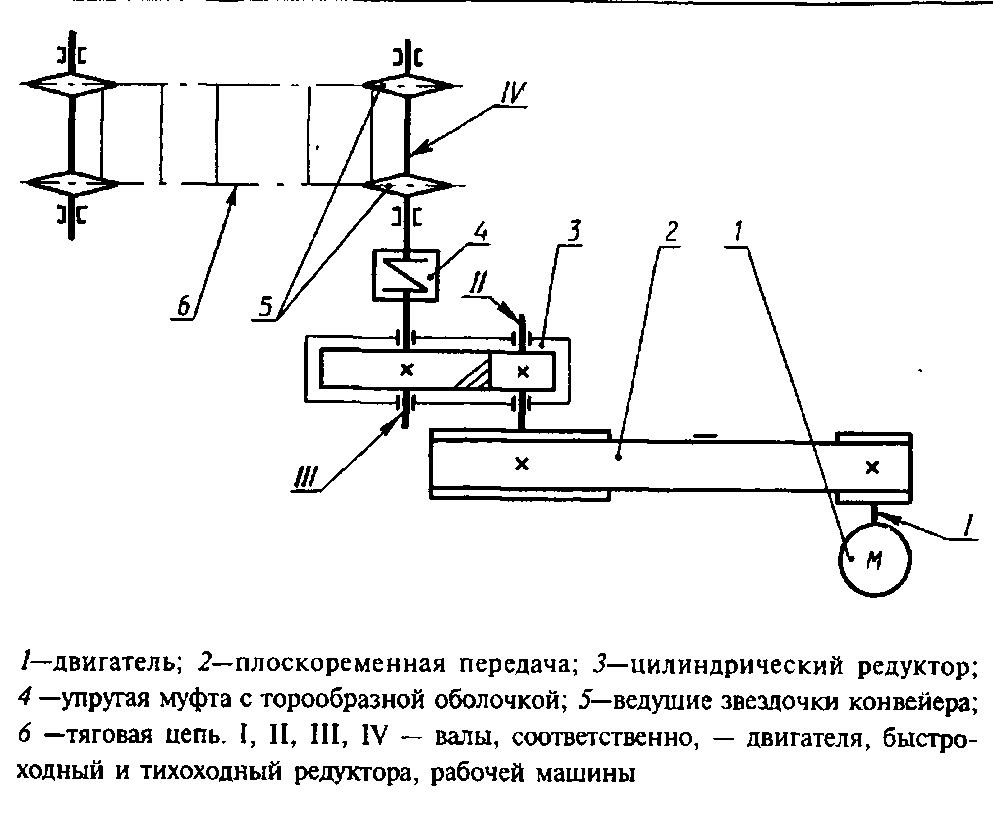 IV
4
3
2
1
6
5
II
III
I
М
1—двигатель; 2—плоскоременная передача; 3—цилиндрический редуктор;
4 —упругая муфта с торообразной оболочкой; 5—ведущие звездочки конвейера;
6 —тяговая цепь. I, II, III, IV — валы, соответственно, — двигателя, быстро-
ходный и тихоходный редуктора, рабочей машины